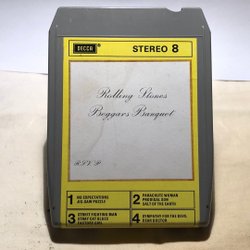 DECCA
STEREO 8
Rolling Stones
Beggars Banquet
R.S.V.P.
1 NO EXPECTATIONS
JIG SAW PUZZLE
2 PARACHUTE WOMAN
PRODIGAL SON
SALT OF THE EARTH
3 STREET FIGHTING MAN
STRAY CAT BLUES
FACTORY GIRL
4 SYMPATHY FOR THE DEVIL
DEAR DOCTOR